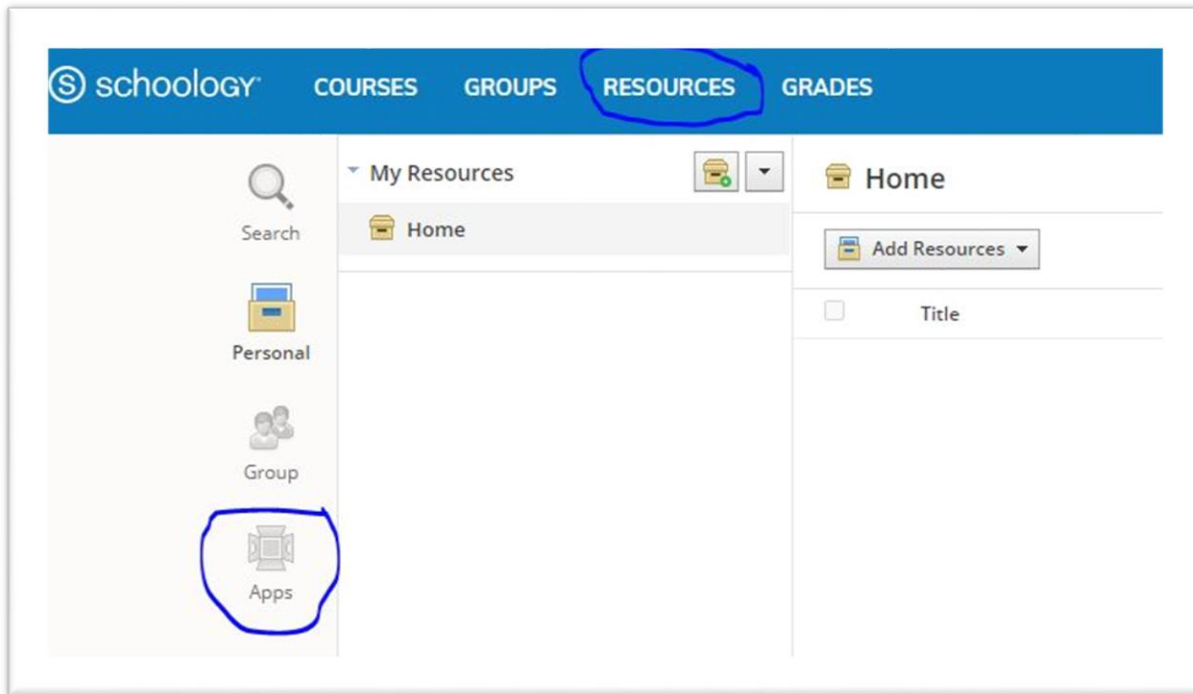 schoology COURSES GROUPS RESOURCES GRADES
Search
Personal
Group
Apps
My Resources
Home
Home
Add Resources
Title